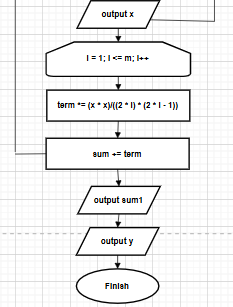 output x
I = 1; I <= m; I++
term *= (x * x)/((2 * I) * (2 * I - 1))
sum += term
output sum1
output y
Finish